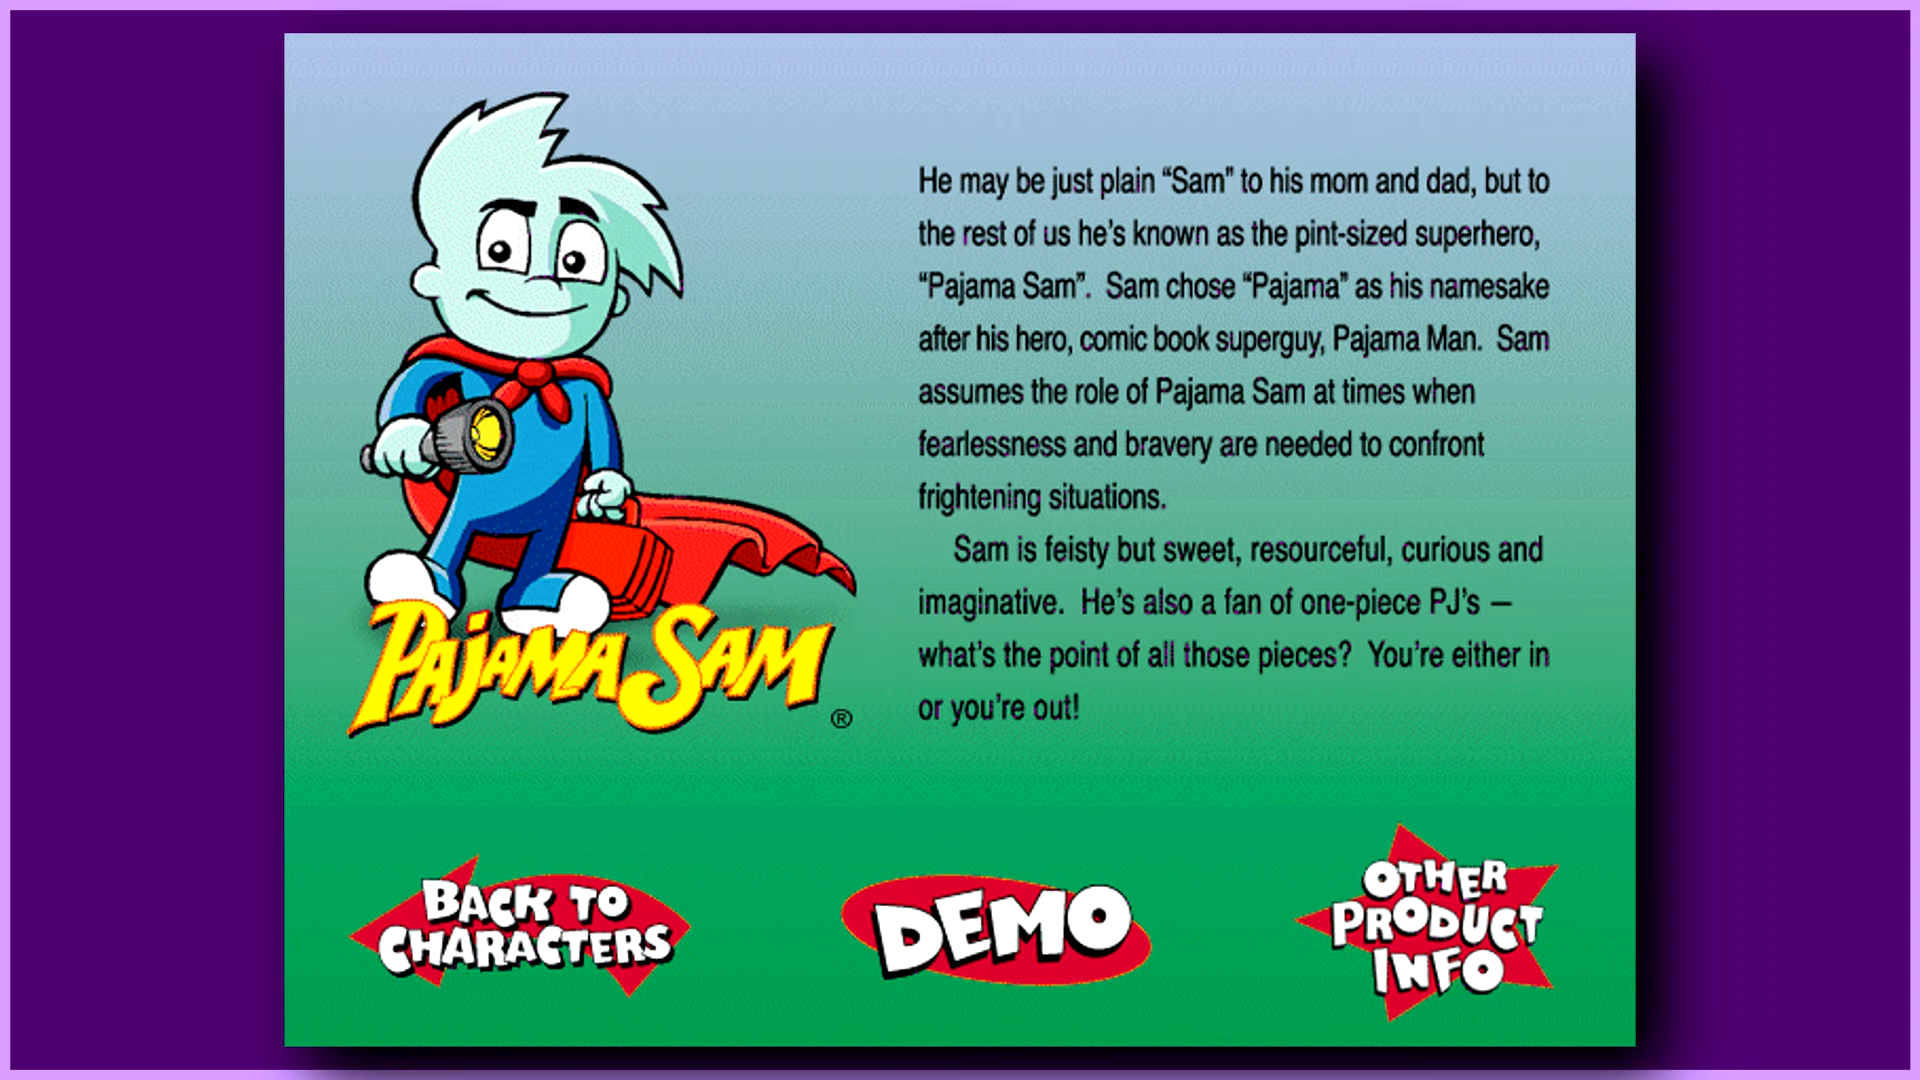 He may be just plain “Sam” to his mom and dad, but to
the rest of us he’s known as the pint-sized superhero,
“Pajama Sam”.  Sam chose “Pajama” as his namesake
after his hero, comic book superguy, Pajama Man.  Sam
assumes the role of Pajama Sam at times when
fearlessness and bravery are needed to confront
frightening situations.
Sam is feisty but sweet, resourceful, curious and
imaginative.  He’s also a fan of one-piece PJ’s —
what’s the point of all those pieces?  You’re either in
or you’re out!
PAJAMA SAM ®
BACK TO
CHARACTERS
DEMO
OTHER
PRODUCT
INFO